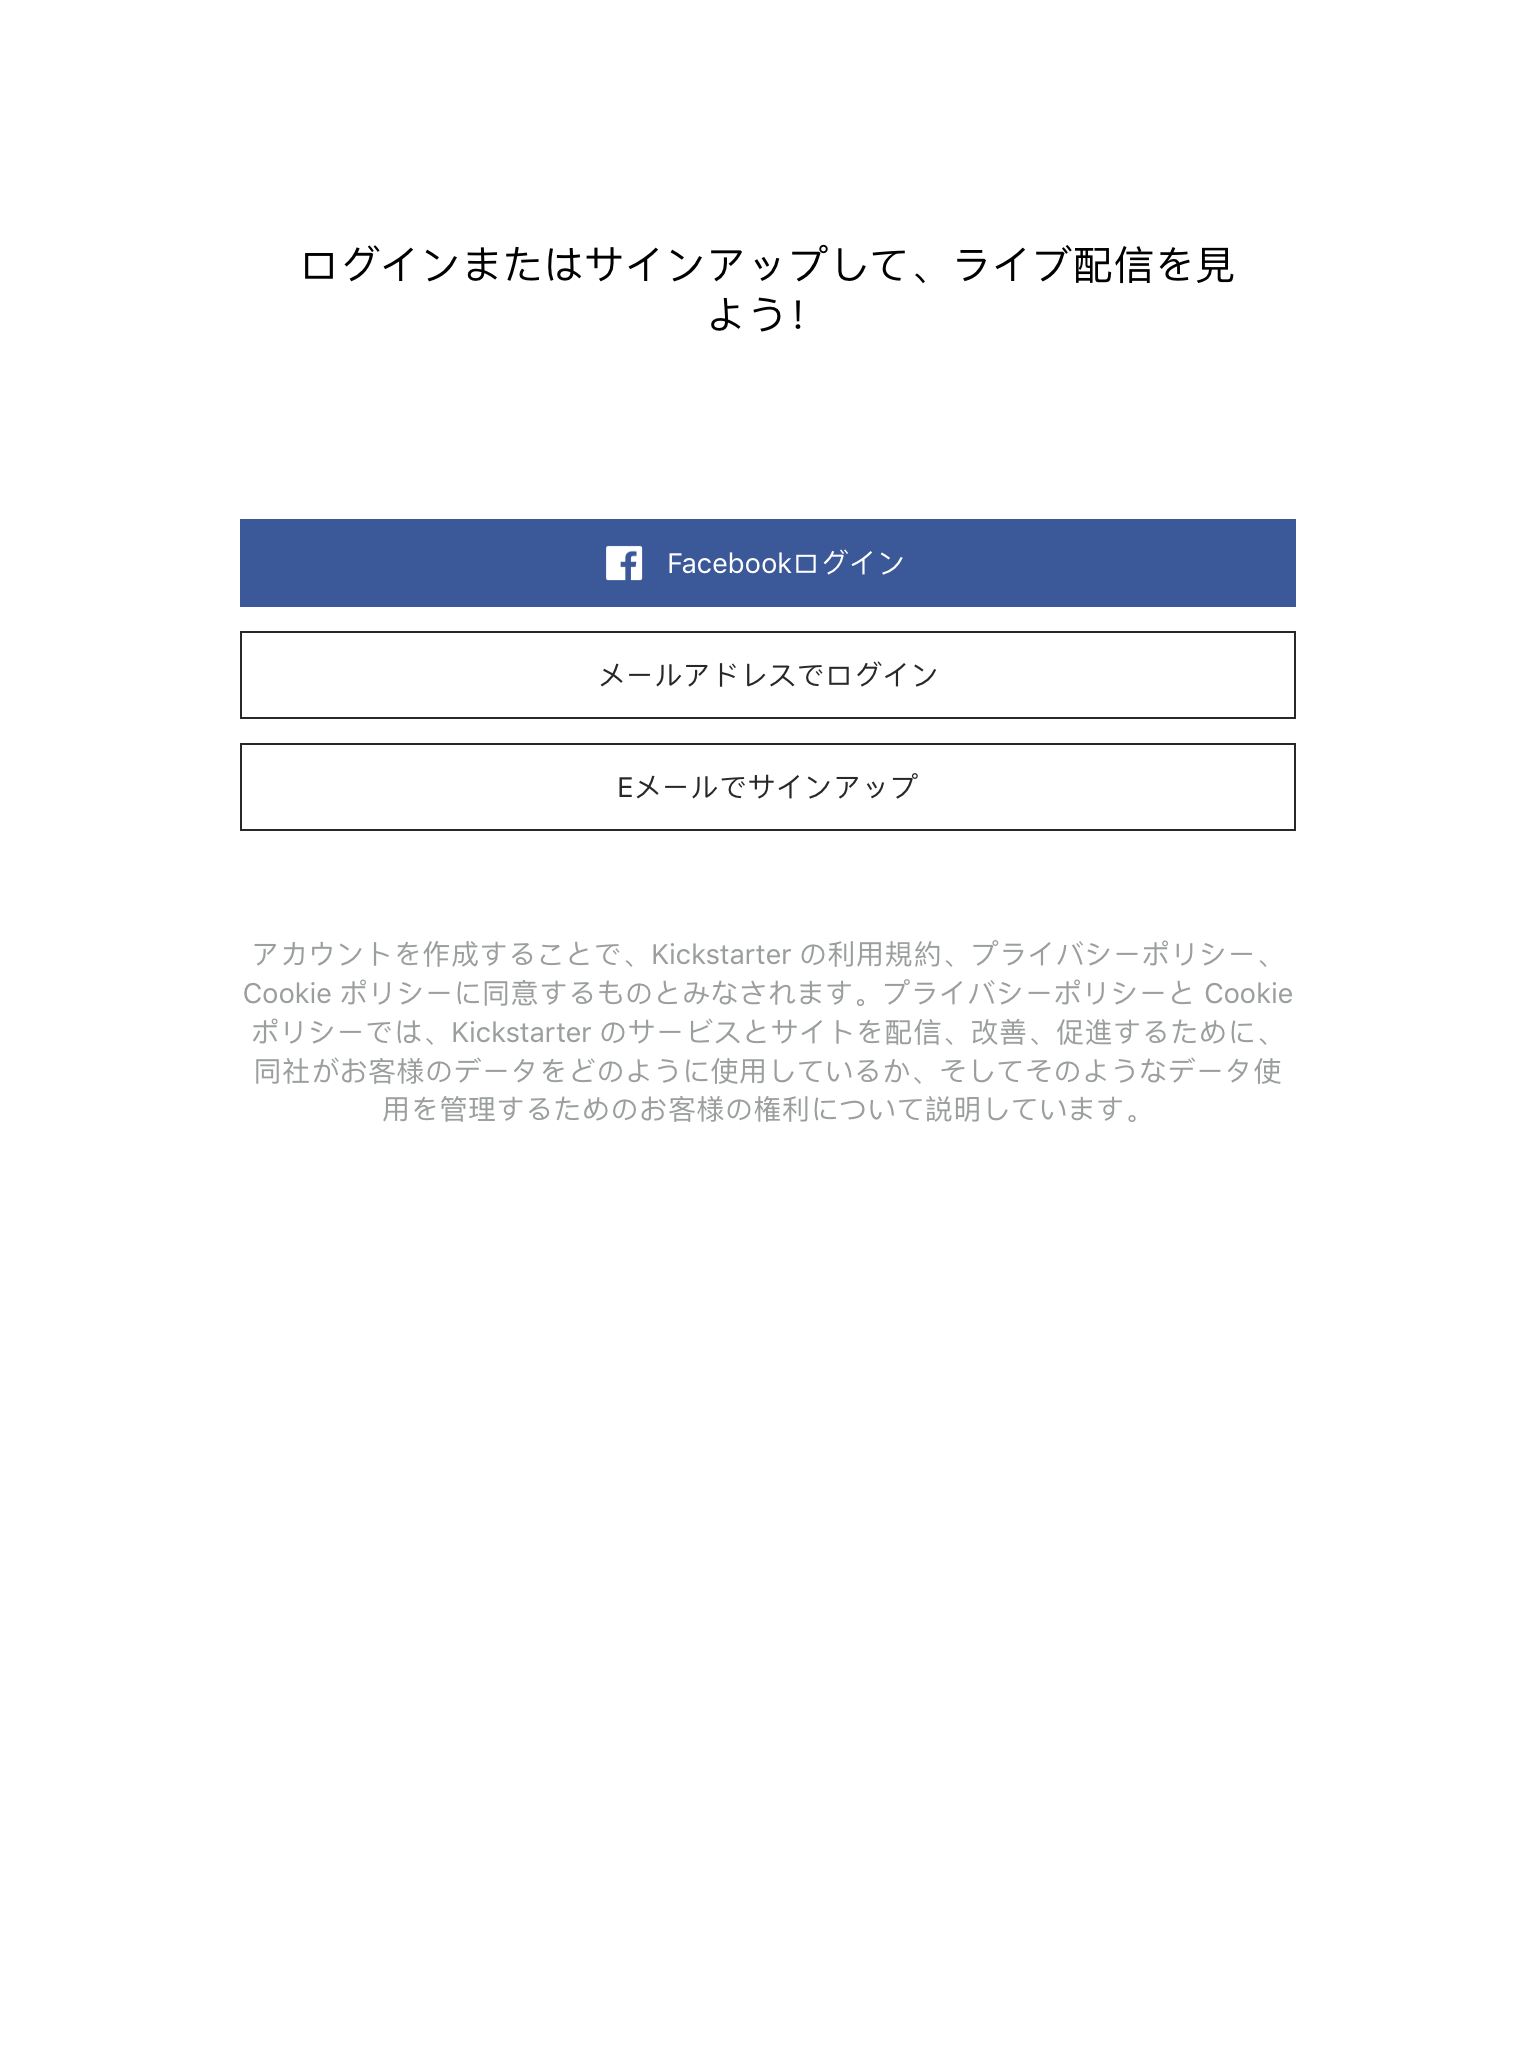 ログインまたはサインアップして、ライブ配信を見
よう!
Facebookログイン
メールアドレスでログイン
Eメールでサインアップ
アカウントを作成することで、Kickstarter の利用規約、プライバシーポリシー、
Cookie ポリシーに同意するものとみなされます。プライバシーポリシーと Cookie
ポリシーでは、Kickstarter のサービスとサイトを配信、改善、促進するために、
同社がお客様のデータをどのように使用しているか、そしてそのようなデータ使
用を管理するためのお客様の権利について説明しています。